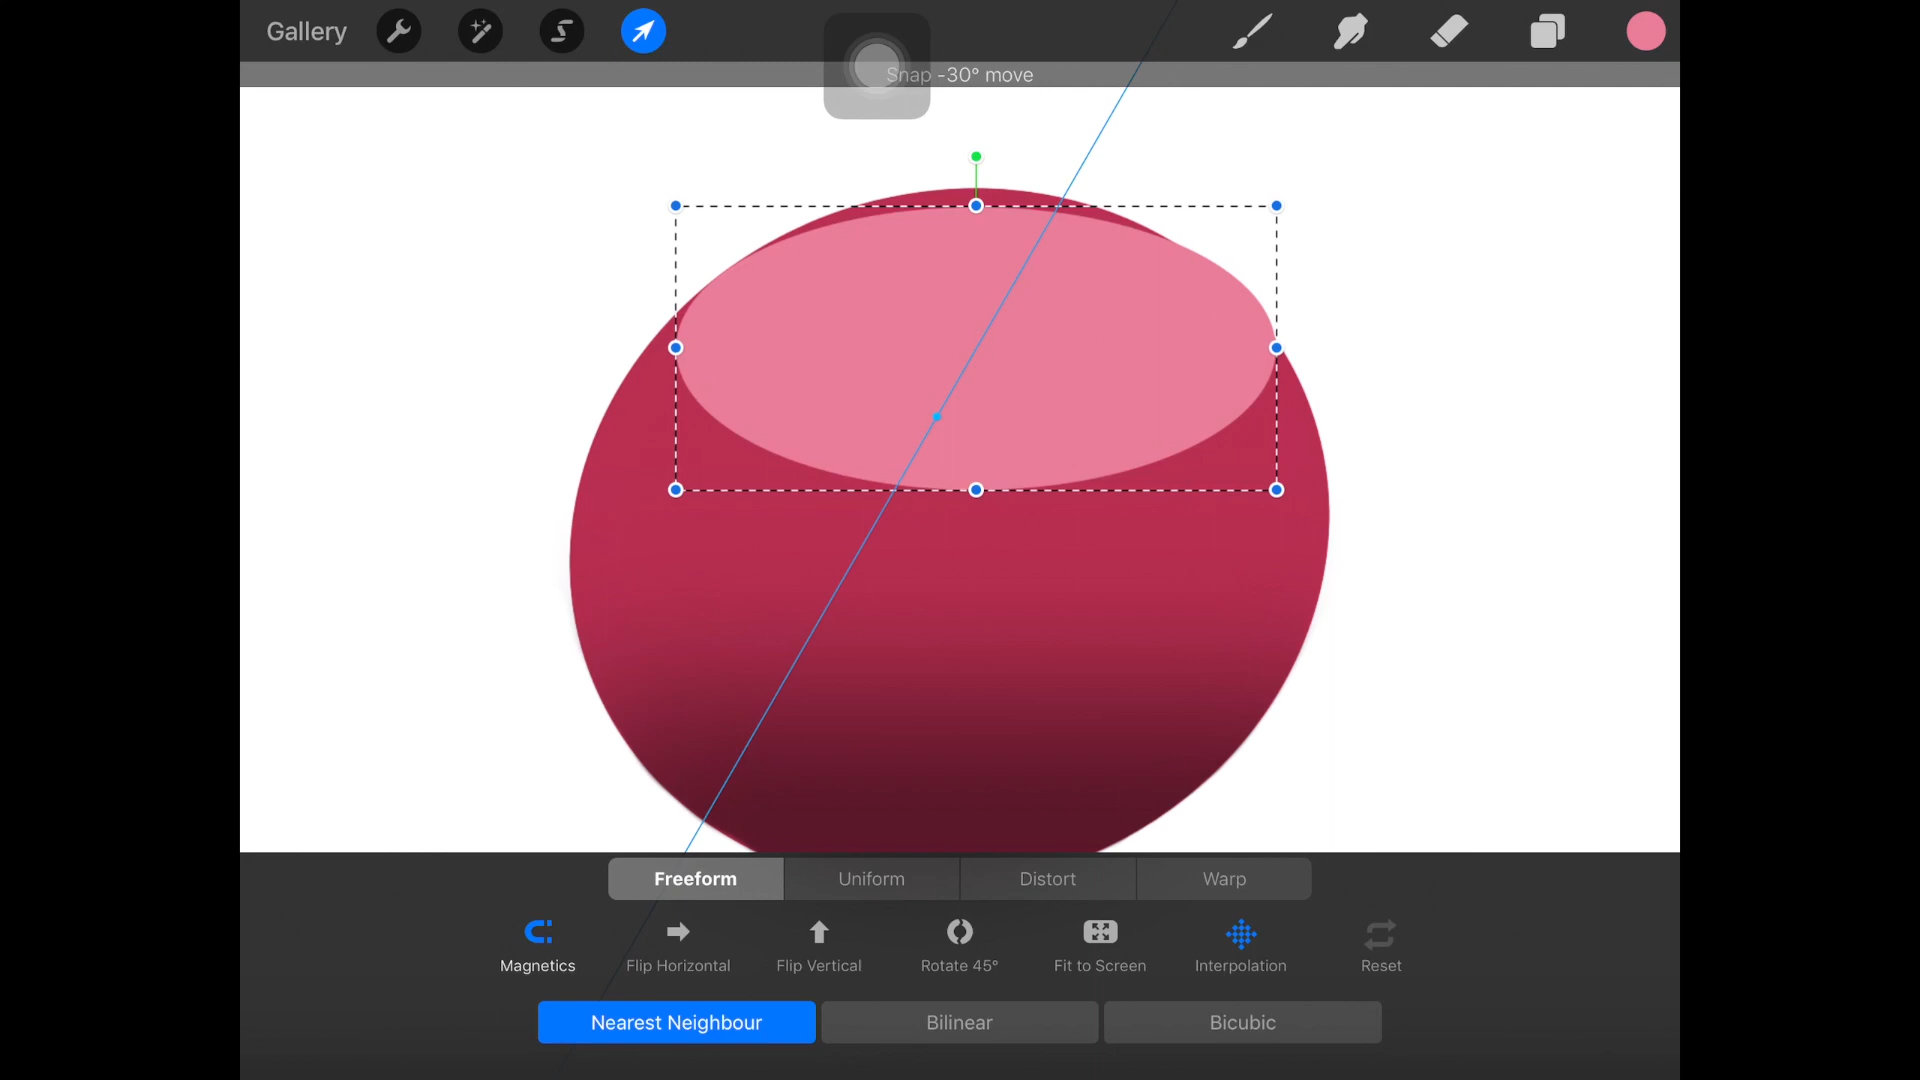 Gallery
Snap -30° move
Freeform Uniform Distort Warp
Magnetics Flip Horizontal Flip Vertical Rotate 45° Fit to Screen Interpolation Reset
Nearest Neighbour Bilinear Bicubic